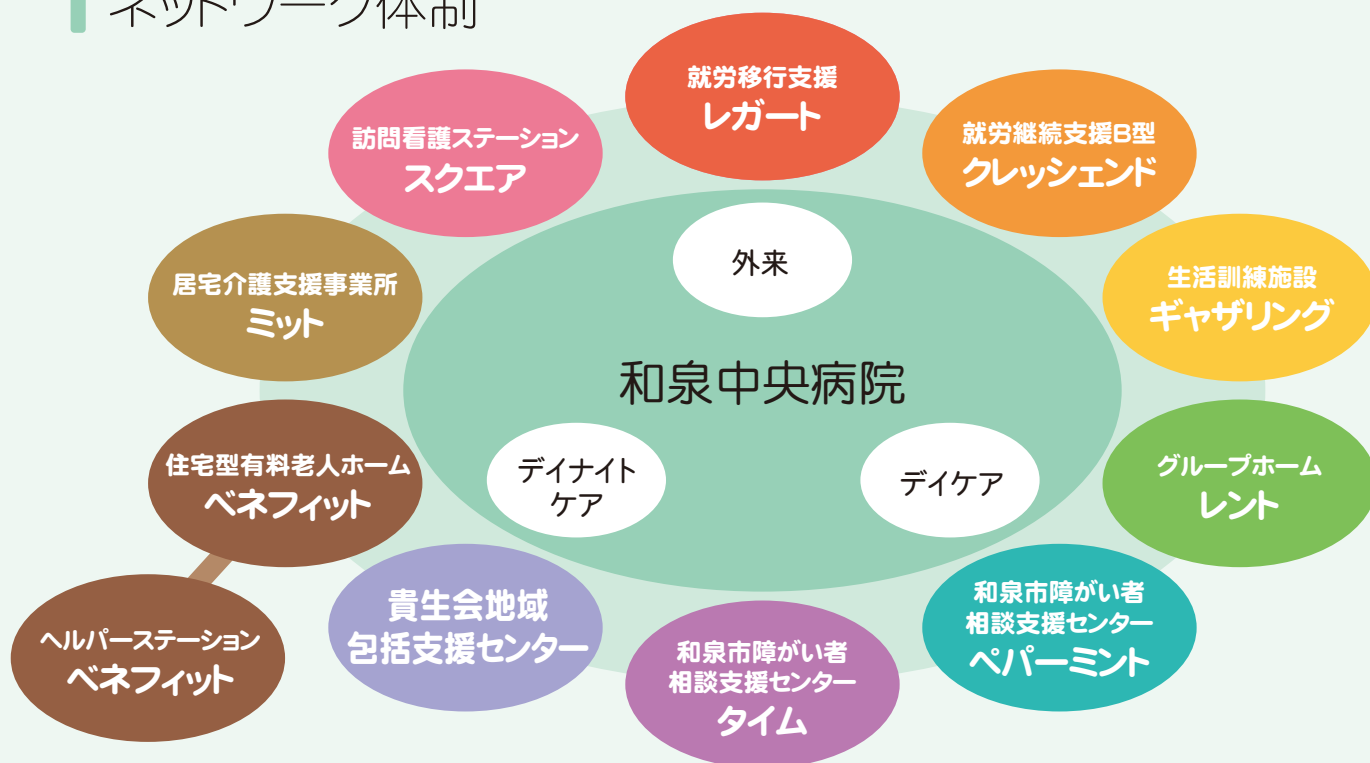 ネットワーク体制
就労移行支援
レガート
訪問看護ステーション
スクエア
就労継続支援B型
クレッシェンド
居宅介護支援事業所
ミット
外来
生活訓練施設
ギャザリング
和泉中央病院
住宅型有料老人ホーム
ベネフィット
デイナイト
ケア
デイケア
グループホーム
レント
ヘルパーステーション
ベネフィット
貴生会地域
包括支援センター
和泉市障がい者
相談支援センター
タイム
和泉市障がい者
相談支援センター
ペパーミント